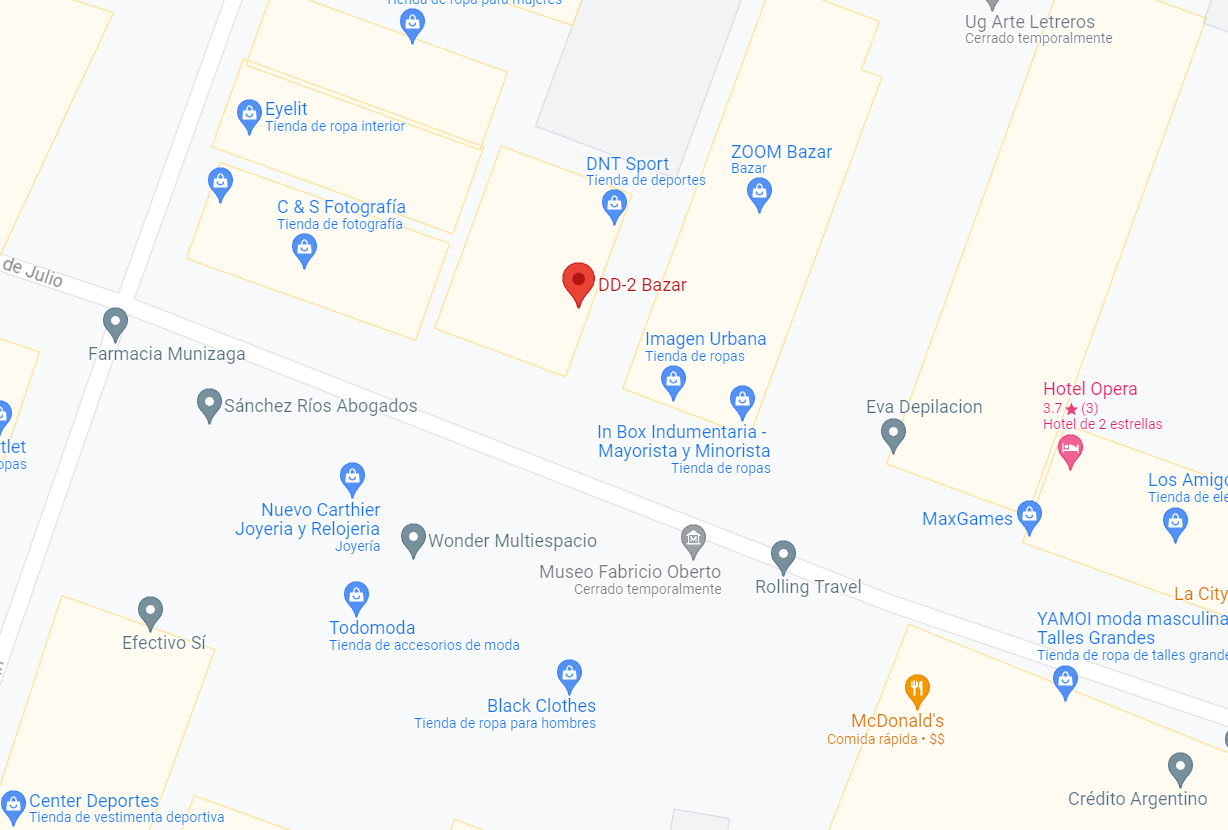 Tienda de ropa para mujeres
Ug Arte Letreros
Cerrado temporalmente
Eyelit
Tienda de ropa interior
DNT Sport
Tienda de deportes
ZOOM Bazar
Bazar
C & S Fotografía
Tienda de fotografía
de Julio
DD-2 Bazar
Farmacia Munizaga
Imagen Urbana
Tienda de ropas
Sánchez Ríos Abogados
Eva Depilacion
Hotel Opera
3.7 ★ (3)
Hotel de 2 estrellas
In Box Indumentaria -
Mayorista y Minorista
Tienda de ropas
tlet
opas
Los Amigo
Tienda de ele
Nuevo Carthier
Joyeria y Relojeria
Joyería
MaxGames
Wonder Multiespacio
Museo Fabricio Oberto
Cerrado temporalmente
Rolling Travel
La City
Todomoda
Tienda de accesorios de moda
YAMOI moda masculina
Talles Grandes
Tienda de ropa de talles grande
Efectivo Sí
Black Clothes
Tienda de ropa para hombres
McDonald's
Comida rápida • $$
Center Deportes
Tienda de vestimenta deportiva
Crédito Argentino